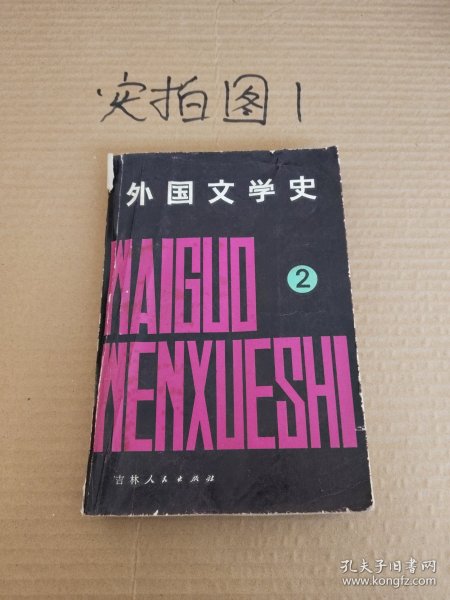 实拍图1
外国文学史
WAIGUO
2
WENXUESHI
吉林人民出版社
孔夫子旧书网
www.kongfz.com